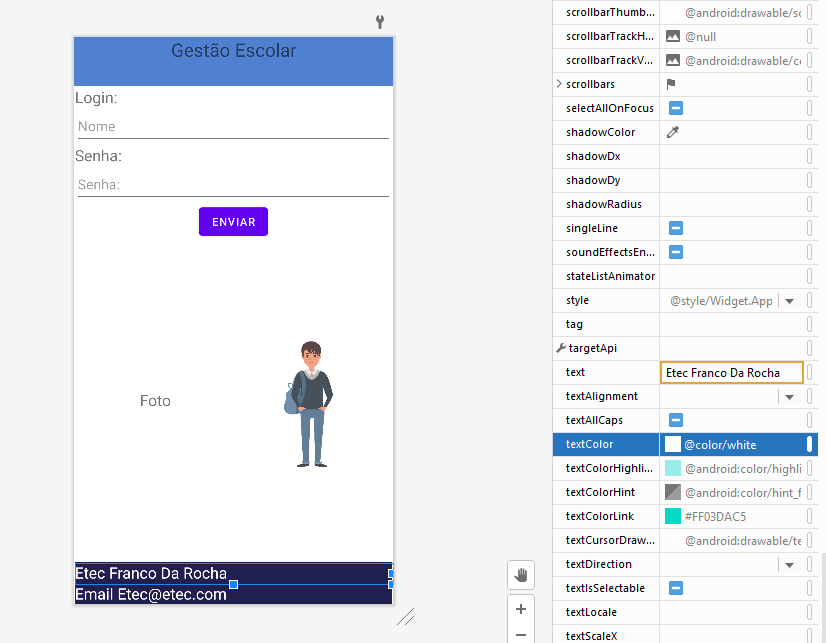 Gestão Escolar
Login:
Nome
Senha:
Senha:
ENVIAR
Foto
Etec Franco Da Rocha
Email Etec@etec.com
scrollbarThumb... @android:drawable/sc
scrollbarTrackH... @null
scrollbarTrackV... @android:drawable/cc
scrollbars
selectAllOnFocus
shadowColor
shadowDx
shadowDy
shadowRadius
singleLine
soundEffectsEn...
stateListAnimator
style @style/Widget.App
tag
targetApi
text Etec Franco Da Rocha
textAlignment
textAllCaps
textColor @color/white
textColorHighli... @android:color/highli
textColorHint @android:color/hint_f
textColorLink #FF03DAC5
textCursorDraw... @android:drawable/te
textDirection
textIsSelectable
textLocale
textScaleX